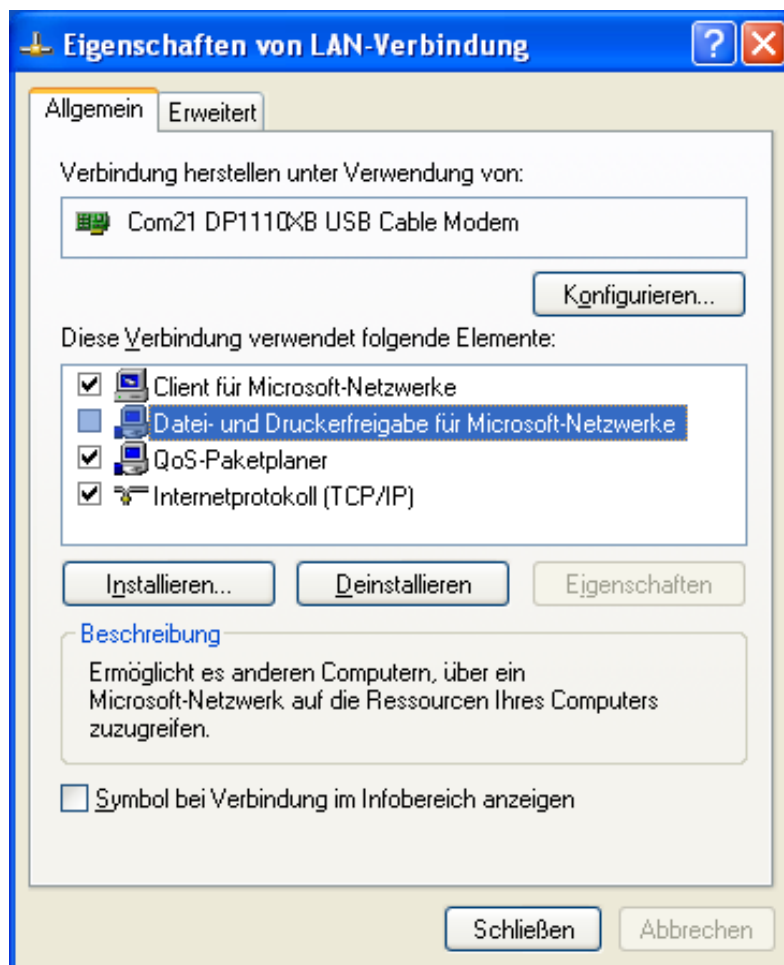 Eigenschaften von LAN-Verbindung
Allgemein
Erweitert
Verbindung herstellen unter Verwendung von:
Com21 DP1110XB USB Cable Modem
Konfigurieren...
Diese Verbindung verwendet folgende Elemente:
Client für Microsoft-Netzwerke
Datei- und Druckerfreigabe für Microsoft-Netzwerke
QoS-Paketplaner
Internetprotokoll (TCP/IP)
Installieren...
Deinstallieren
Eigenschaften
Beschreibung
Ermöglicht es anderen Computern, über ein
Microsoft-Netzwerk auf die Ressourcen Ihres Computers
zuzugreifen.
Symbol bei Verbindung im Infobereich anzeigen
Schließen
Abbrechen